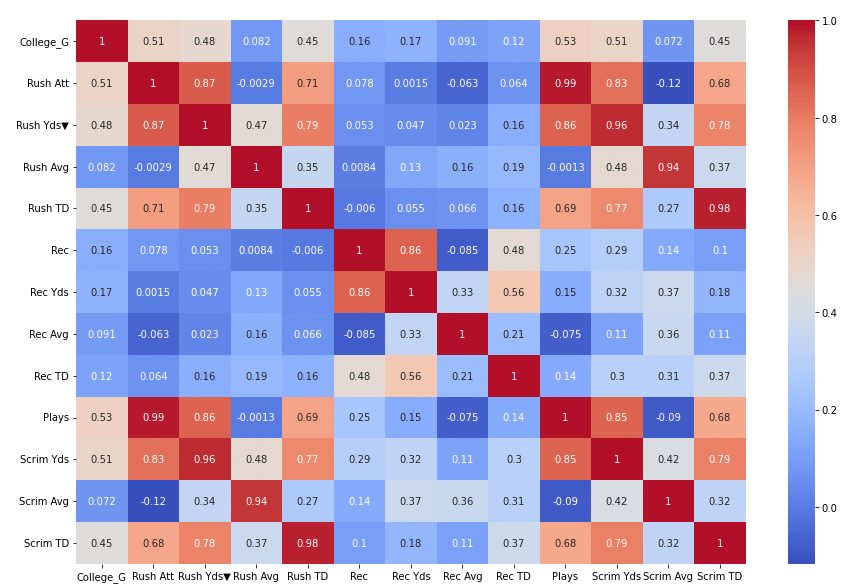 College_G 1 0.51 0.48 0.082 0.45 0.16 0.17 0.091 0.12 0.53 0.51 0.072 0.45 1.0
Rush Att 0.51 1 0.87 -0.0029 0.71 0.078 0.0015 -0.063 0.064 0.99 0.83 -0.12 0.68
Rush Yds▼ 0.48 0.87 1 0.47 0.79 0.053 0.047 0.023 0.16 0.86 0.96 0.34 0.78 0.8
Rush Avg 0.082 -0.0029 0.47 1 0.35 0.0084 0.13 0.16 0.19 -0.0013 0.48 0.94 0.37
Rush TD 0.45 0.71 0.79 0.35 1 -0.006 0.055 0.066 0.16 0.69 0.77 0.27 0.98 0.6
Rec 0.16 0.078 0.053 0.0084 -0.006 1 0.86 -0.085 0.48 0.25 0.29 0.14 0.1
Rec Yds 0.17 0.0015 0.047 0.13 0.055 0.86 1 0.33 0.56 0.15 0.32 0.37 0.18
0.4
Rec Avg 0.091 -0.063 0.023 0.16 0.066 -0.085 0.33 1 0.21 -0.075 0.11 0.36 0.11
Rec TD 0.12 0.064 0.16 0.19 0.16 0.48 0.56 0.21 1 0.14 0.3 0.31 0.37
Plays 0.53 0.99 0.86 -0.0013 0.69 0.25 0.15 -0.075 0.14 1 0.85 -0.09 0.68 0.2
Scrim Yds 0.51 0.83 0.96 0.48 0.77 0.29 0.32 0.11 0.3 0.85 1 0.42 0.79
Scrim Avg 0.072 -0.12 0.34 0.94 0.27 0.14 0.37 0.36 0.31 -0.09 0.42 1 0.32 0.0
Scrim TD 0.45 0.68 0.78 0.37 0.98 0.1 0.18 0.11 0.37 0.68 0.79 0.32 1
College_G Rush Att Rush Yds▼ Rush Avg Rush TD Rec Rec Yds Rec Avg Rec TD Plays Scrim Yds Scrim Avg Scrim TD